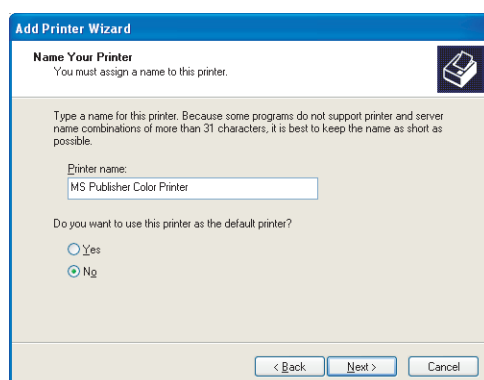 Add Printer Wizard
Name Your Printer
You must assign a name to this printer.
Type a name for this printer. Because some programs do not support printer and server
name combinations of more than 31 characters, it is best to keep the name as short as
possible.
Printer name:
MS Publisher Color Printer
Do you want to use this printer as the default printer?
Yes
No
< Back
Next >
Cancel